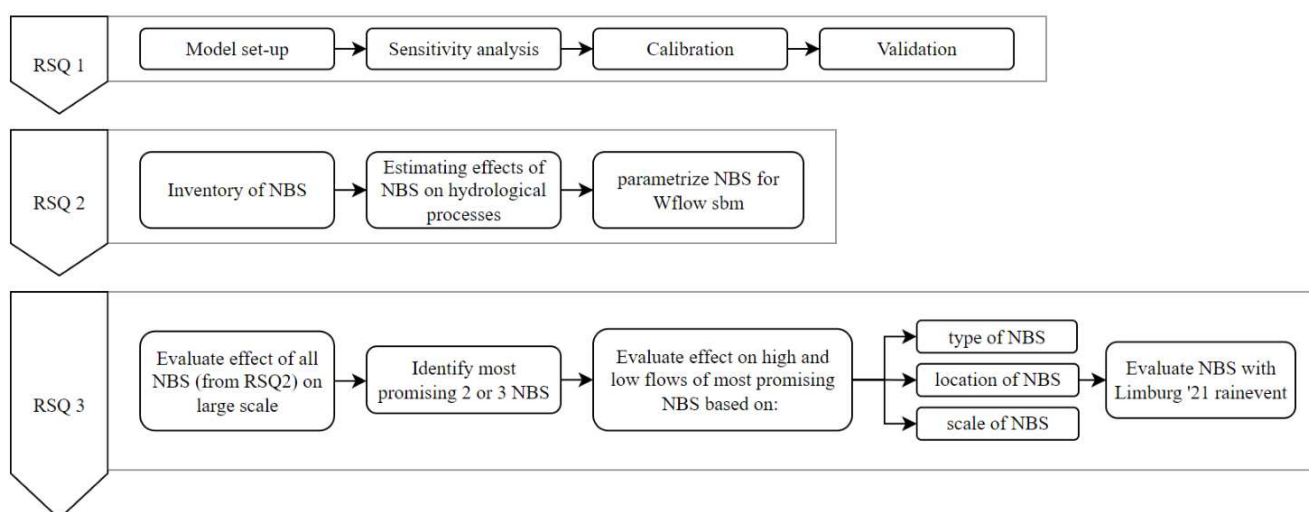 RSQ 1
Model set-up
Sensitivity analysis
Calibration
Validation
RSQ 2
Inventory of NBS
Estimating effects of
NBS on hydrological
processes
parametrize NBS for
Wflow sbm
RSQ 3
Evaluate effect of all
NBS (from RSQ2) on
large scale
Identify most
promising 2 or 3 NBS
Evaluate effect on high and
low flows of most promising
NBS based on:
type of NBS
location of NBS
scale of NBS
Evaluate NBS with
Limburg '21 rainevent